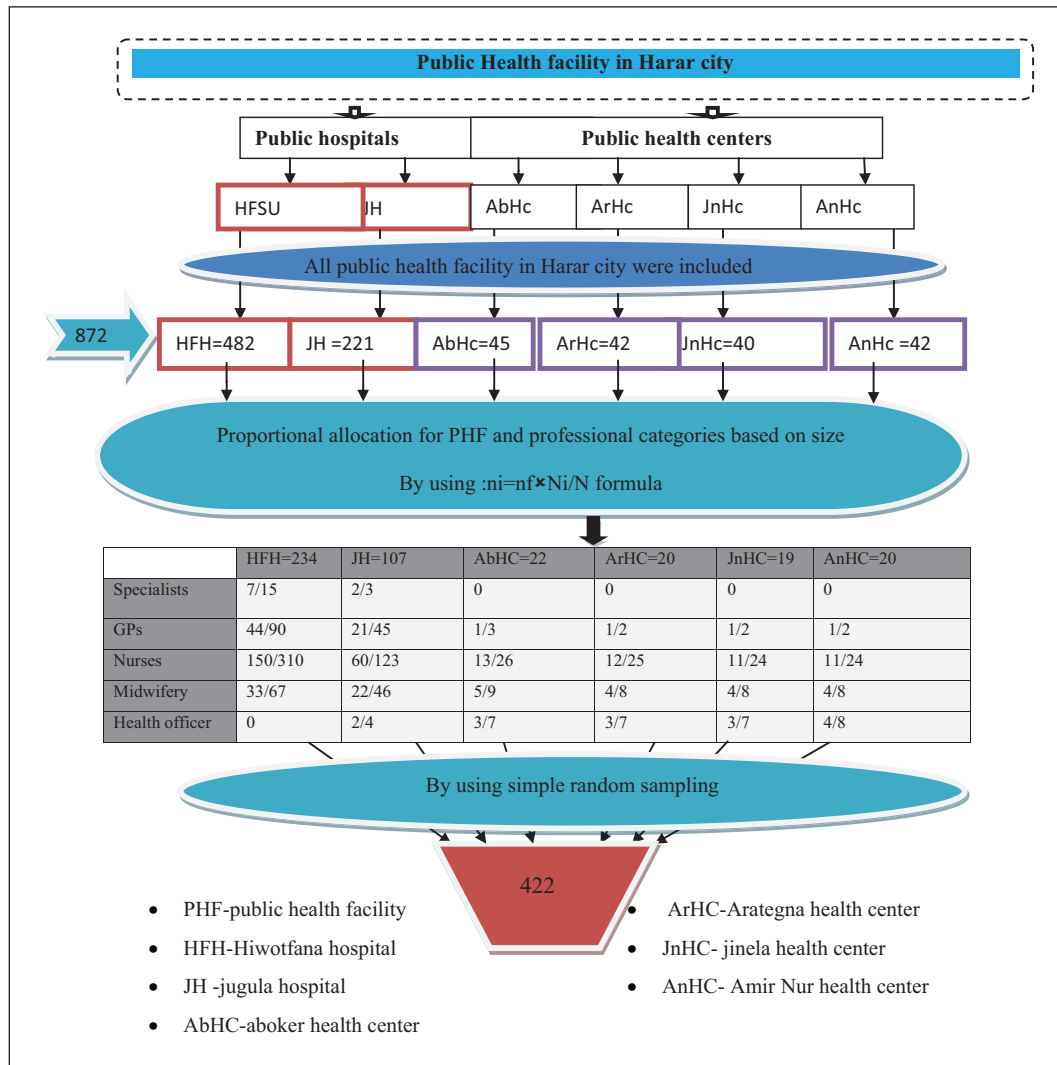 Public Health facility in Harar city
Public hospitals Public health centers
HFSU JH AbHc ArHc JnHc AnHc
All public health facility in Harar city were included
872
HFH=482 JH =221 AbHc=45 ArHc=42 JnHc=40 AnHc =42
Proportional allocation for PHF and professional categories based on size
By using :ni=nf×Ni/N formula
HFH=234 JH=107 AbHC=22 ArHC=20 JnHC=19 AnHC=20
Specialists 7/15 2/3 0 0 0 0
GPs 44/90 21/45 1/3 1/2 1/2 1/2
Nurses 150/310 60/123 13/26 12/25 11/24 11/24
Midwifery 33/67 22/46 5/9 4/8 4/8 4/8
Health officer 0 2/4 3/7 3/7 3/7 4/8
By using simple random sampling
422
• PHF-public health facility
• HFH-Hiwotfana hospital
• JH -jugula hospital
• AbHC-aboker health center
• ArHC-Arategna health center
• JnHC- jinela health center
• AnHC- Amir Nur health center